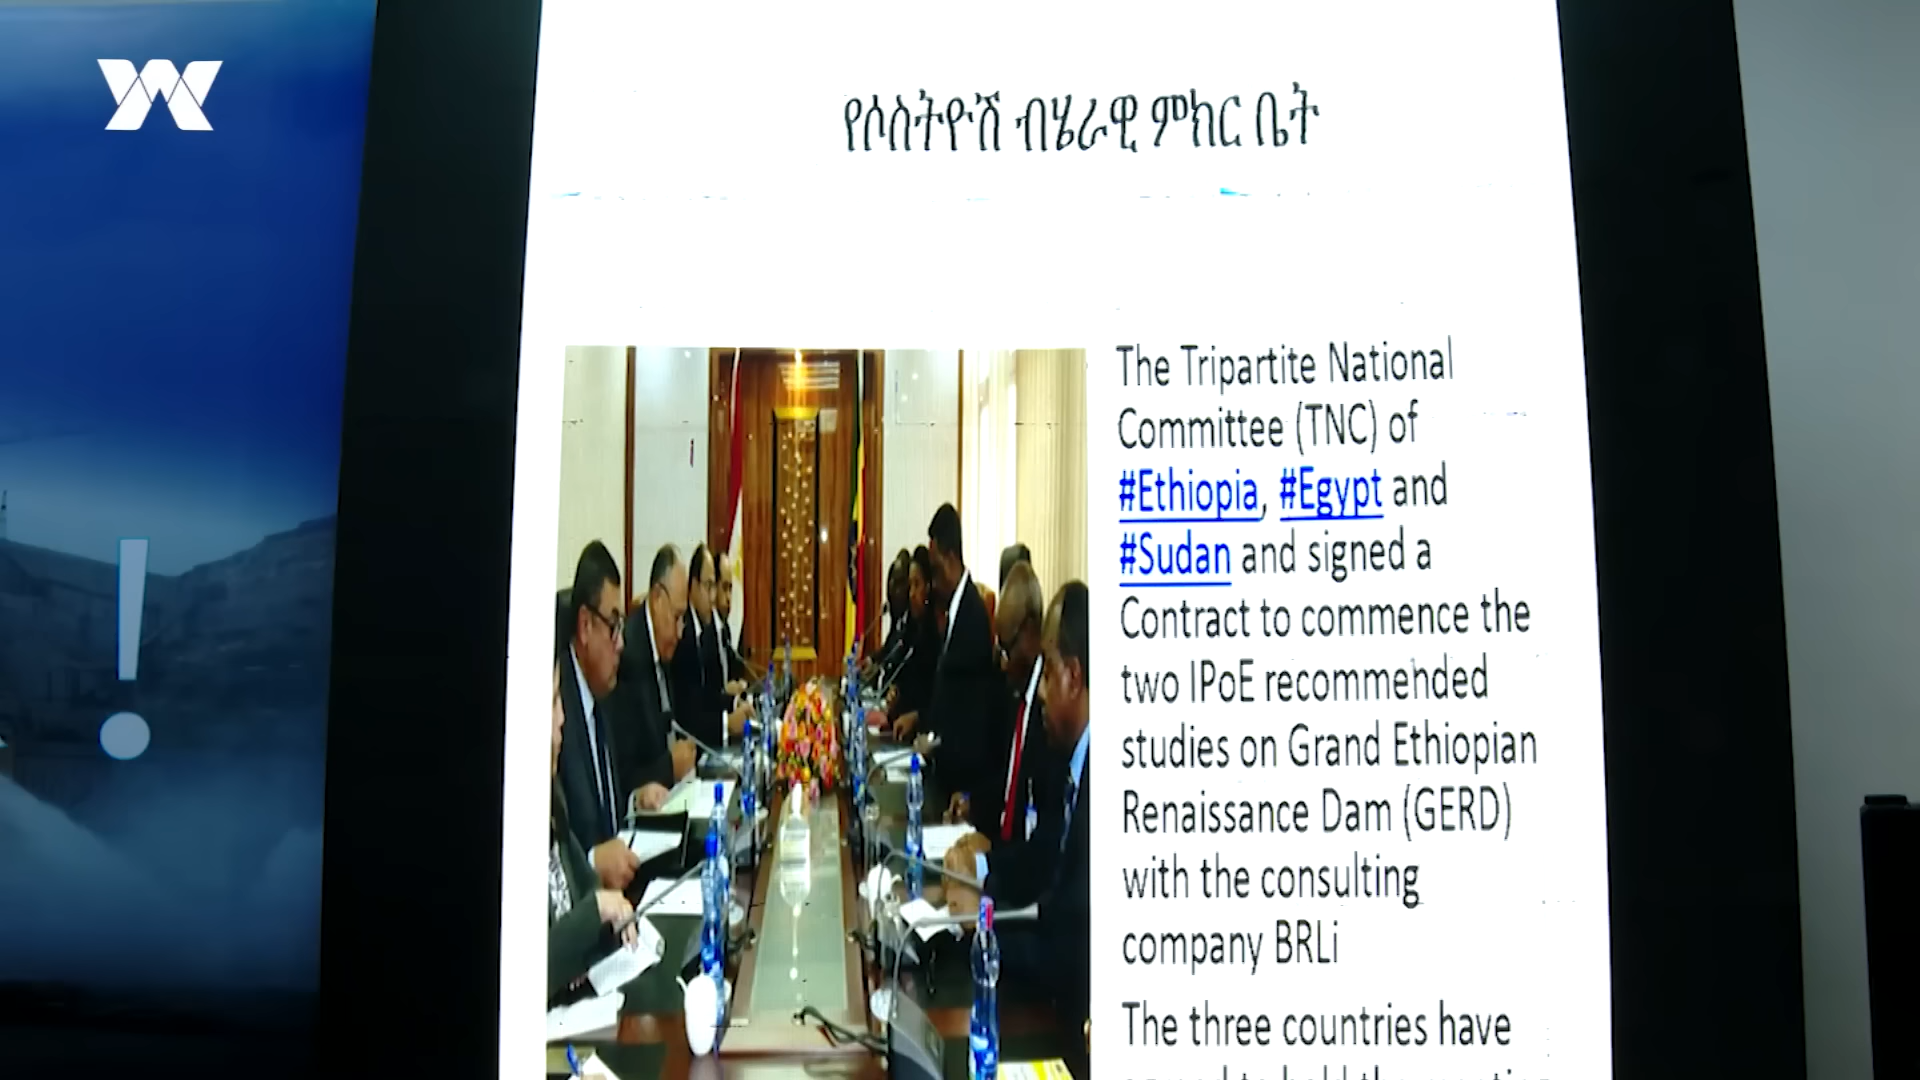 የሶስትዮሽ ብሄራዊ ምክር ቤት
The Tripartite National
Committee (TNC) of
#Ethiopia, #Egypt and
#Sudan and signed a
Contract to commence the
two IPoE recommended
studies on Grand Ethiopian
Renaissance Dam (GERD)
with the consulting
company BRLi
The three countries have